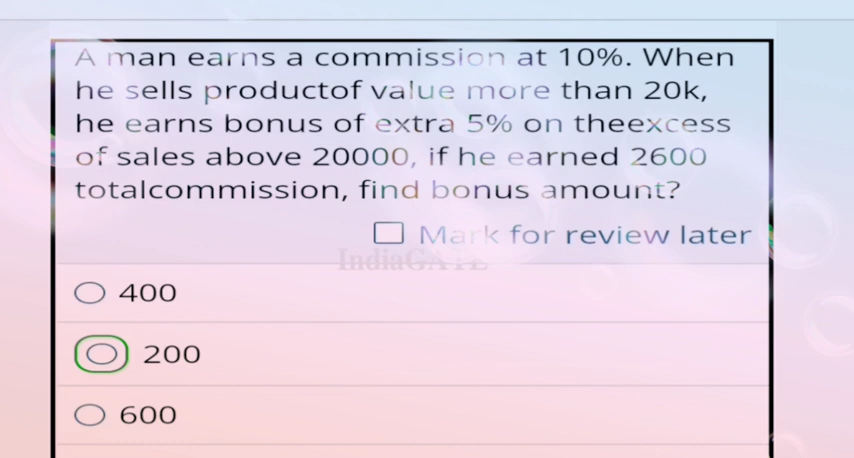 A man earns a commission at 10%. When
he sells productof value more than 20k,
he earns bonus of extra 5% on theexcess
of sales above 20000, if he earned 2600
totalcommission, find bonus amount?
Mark for review later
IndiaGATE
400
200
600